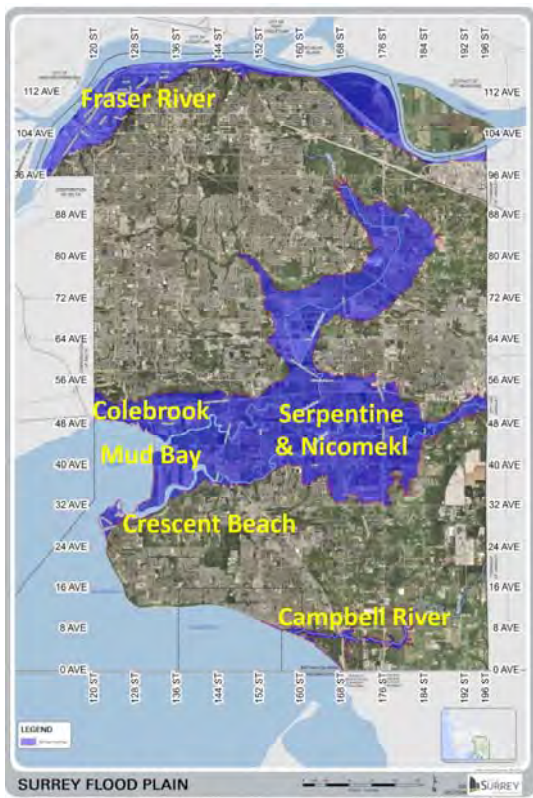 120 ST
128 ST
136 ST
144 ST
152 ST
160 ST
168 ST
176 ST
184 ST
192 ST
196 ST
112 AVE
104 AVE
96 AVE
88 AVE
80 AVE
72 AVE
64 AVE
56 AVE
48 AVE
40 AVE
32 AVE
24 AVE
16 AVE
8 AVE
0 AVE
Fraser River
Colebrook
Mud Bay
Serpentine
& Nicomekl
Crescent Beach
Campbell River
112 AVE
104 AVE
96 AVE
88 AVE
80 AVE
72 AVE
64 AVE
56 AVE
48 AVE
40 AVE
32 AVE
24 AVE
16 AVE
8 AVE
0 AVE
120 ST
128 ST
136 ST
144 ST
152 ST
160 ST
168 ST
176 ST
184 ST
192 ST
196 ST
LEGEND
SURREY FLOOD PLAIN
SURREY